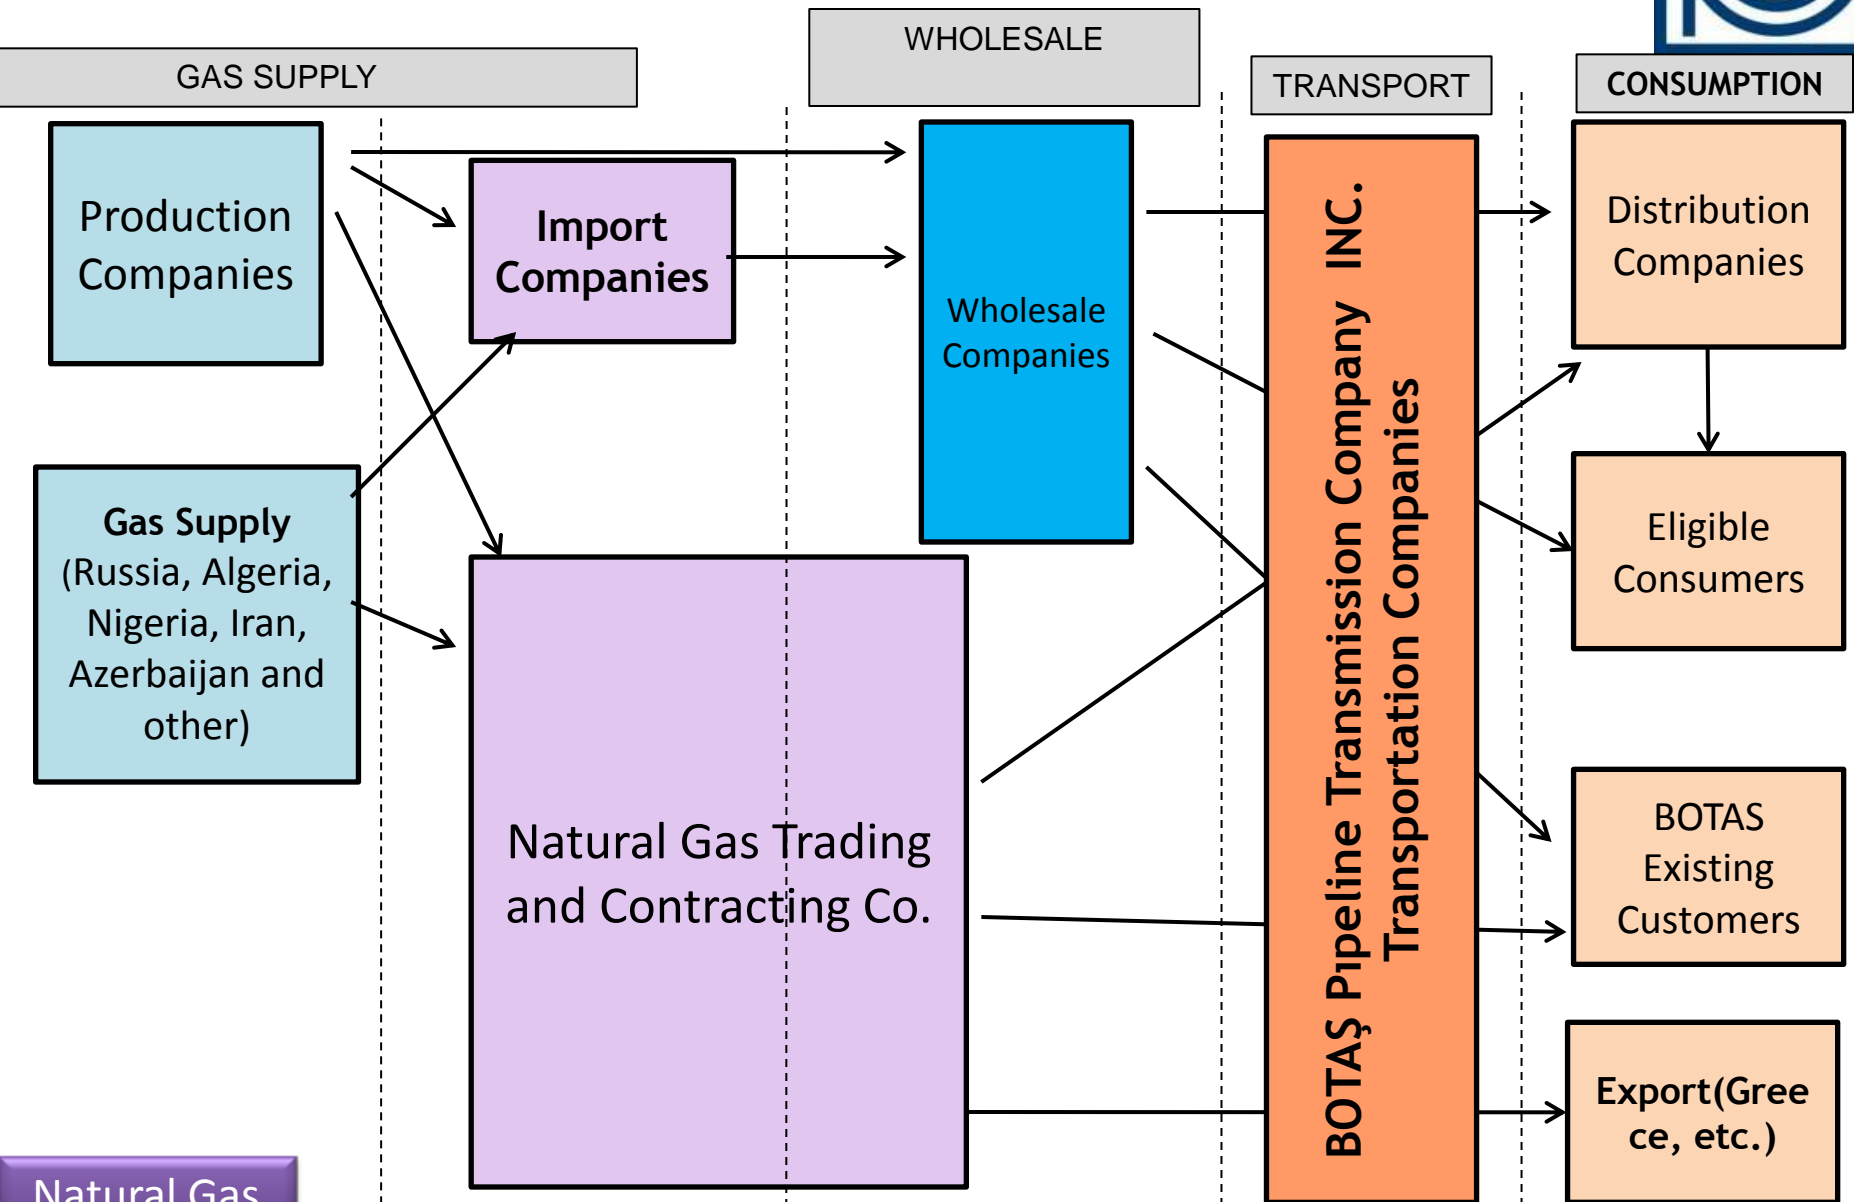 GAS SUPPLY
WHOLESALE
TRANSPORT
CONSUMPTION
Production
Companies
Import
Companies
Wholesale
Companies
BOTAŞ Pıpeline Transmission Company INC.
Transportation Companies
Distribution
Companies
Gas Supply
(Russia, Algeria,
Nigeria, Iran,
Azerbaijan and
other)
Eligible
Consumers
Natural Gas Trading
and Contracting Co.
BOTAS
Existing
Customers
Export(Gree
ce, etc.)
Natural Gas